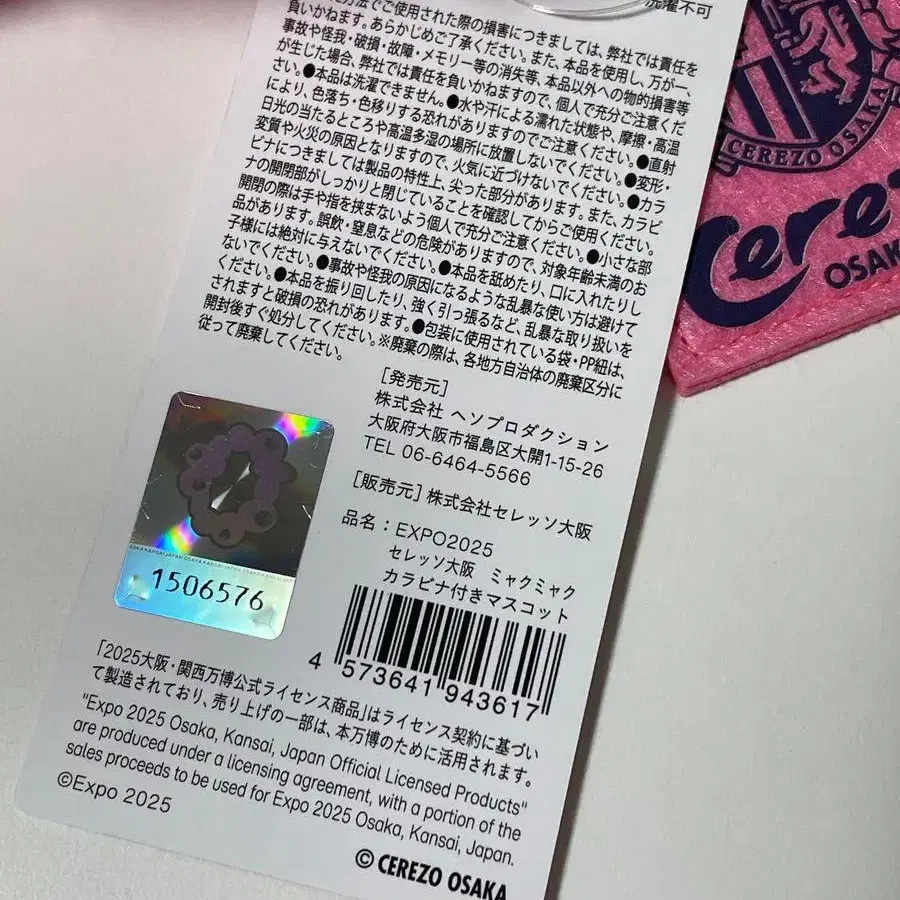 洗濯不可
方法でご使用された際の損害につきましては、弊社では責任を
負いかねます。あらかじめご了承ください。また、本品を使用し、万が一、
事故や怪我・破損・故障・メモリー等の消失等、本品以外への物的損害等
が生じた場合、弊社では責任を負いかねますので、個人で充分ご注意くだ
さい。●本品は洗濯できません。●水や汗による濡れた状態や、摩擦・高温
により、色落ち・色移りする恐れがありますのでご注意ください。●直射
日光の当たるところや高温多湿の場所に放置しないでください。●変形・
変質や火災の原因となりますので、火気に近づけないでください。●カラ
ビナにつきましては製品の特性上、尖った部分があります。また、カラビ
ナの開閉部がしっかりと閉じていることを確認してからご使用ください。
開閉の際は手や指を挟まないよう個人で充分ご注意ください。●小さな部
品があります。誤飲・窒息などの危険がありますので、対象年齢未満のお
子様には絶対に与えないでください。●本品を舐めたり、口に入れたりし
ないでください。●事故や怪我の原因になるような乱暴な使い方は避けて
ください。●本品を振り回したり、強く引っ張るなど、乱暴な取り扱いを
されますと破損の恐れがあります。●包装に使用されている袋・PP紐は、
開封後すぐ処分してください。※廃棄の際は、各地方自治体の廃棄区分に
従って廃棄してください。
[発売元]
株式会社 ヘソプロダクション
大阪府大阪市福島区大開1-15-26
TEL 06-6464-5566
[販売元]株式会社セレッソ大阪
品名：EXPO2025
セレッソ大阪 ミャクミャク
カラビナ付きマスコット
4 573641 943617
1506576
「2025大阪・関西万博公式ライセンス商品」はライセンス契約に基づい
て製造されており、売り上げの一部は、本万博のために活用されます。
"Expo 2025 Osaka, Kansai, Japan Official Licensed Products"
are produced under a licensing agreement, with a portion of the
sales proceeds to be used for Expo 2025 Osaka, Kansai, Japan.
©Expo 2025
© CEREZO OSAKA
CEREZO OSAKA